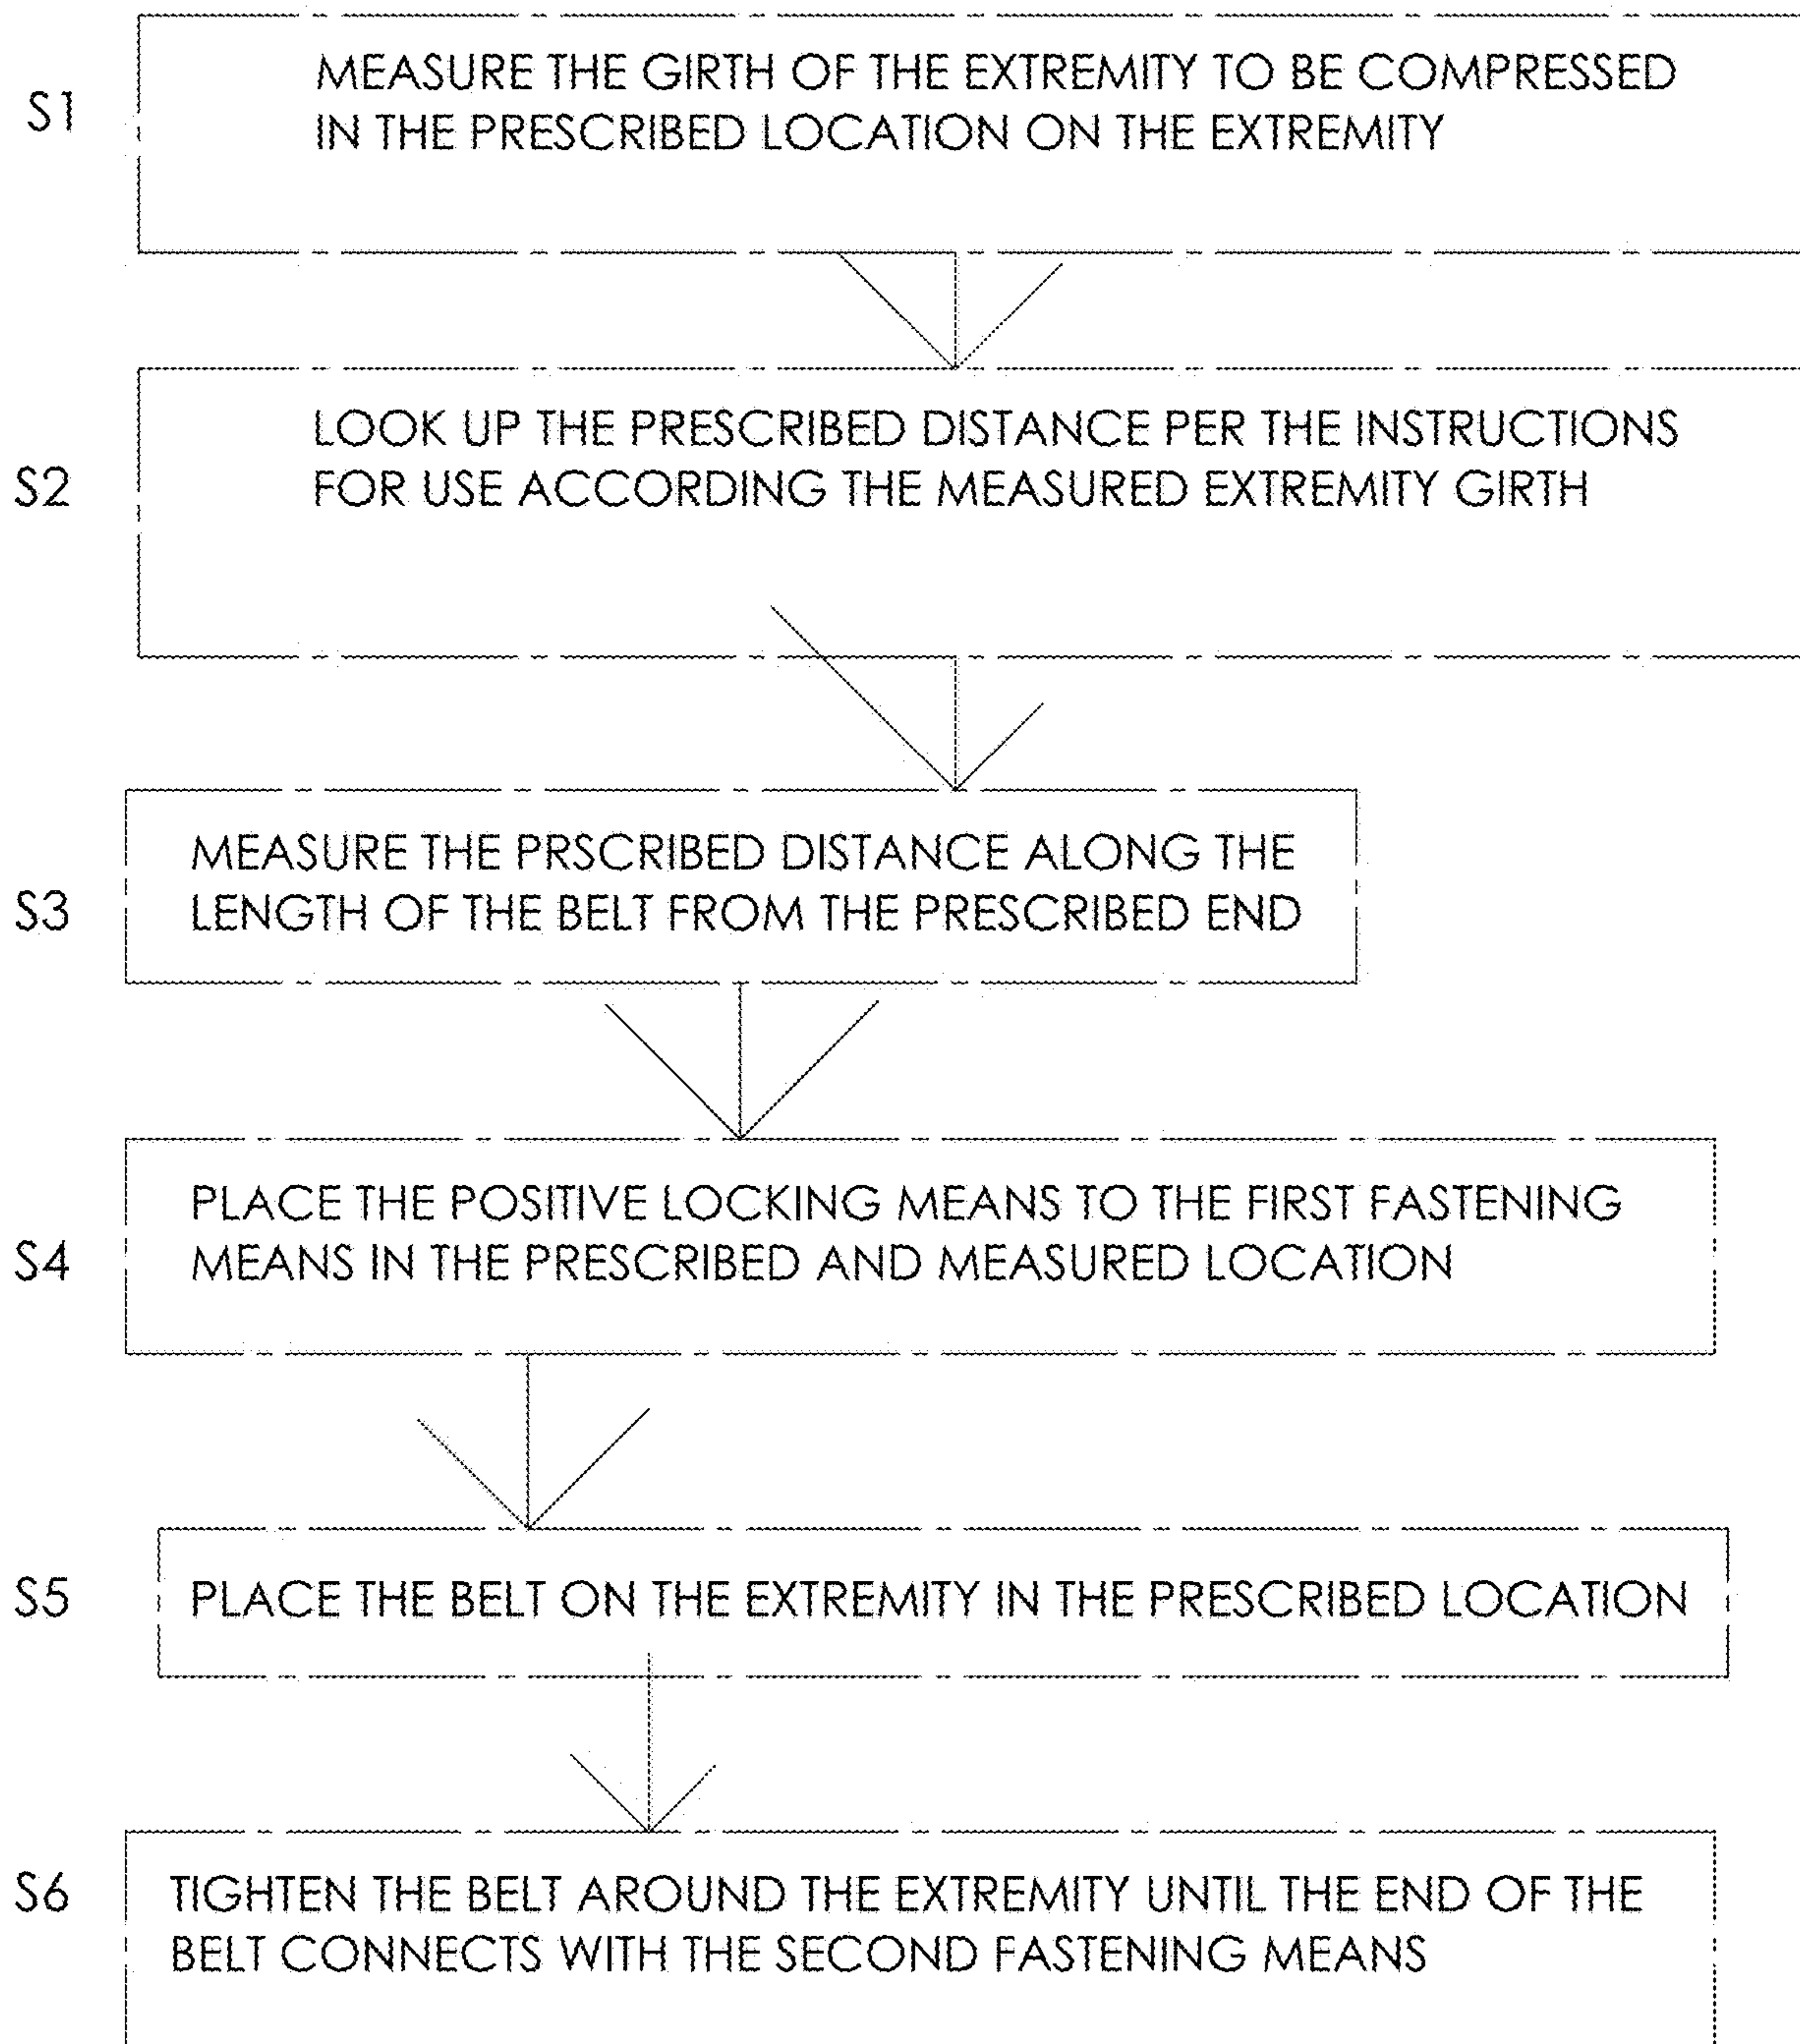 S1
MEASURE THE GIRTH OF THE EXTREMITY TO BE COMPRESSED
IN THE PRESCRIBED LOCATION ON THE EXTREMITY
S2
LOOK UP THE PRESCRIBED DISTANCE PER THE INSTRUCTIONS
FOR USE ACCORDING THE MEASURED EXTREMITY GIRTH
S3
MEASURE THE PRSCRIBED DISTANCE ALONG THE
LENGTH OF THE BELT FROM THE PRESCRIBED END
S4
PLACE THE POSITIVE LOCKING MEANS TO THE FIRST FASTENING
MEANS IN THE PRESCRIBED AND MEASURED LOCATION
S5
PLACE THE BELT ON THE EXTREMITY IN THE PRESCRIBED LOCATION
S6
TIGHTEN THE BELT AROUND THE EXTREMITY UNTIL THE END OF THE
BELT CONNECTS WITH THE SECOND FASTENING MEANS